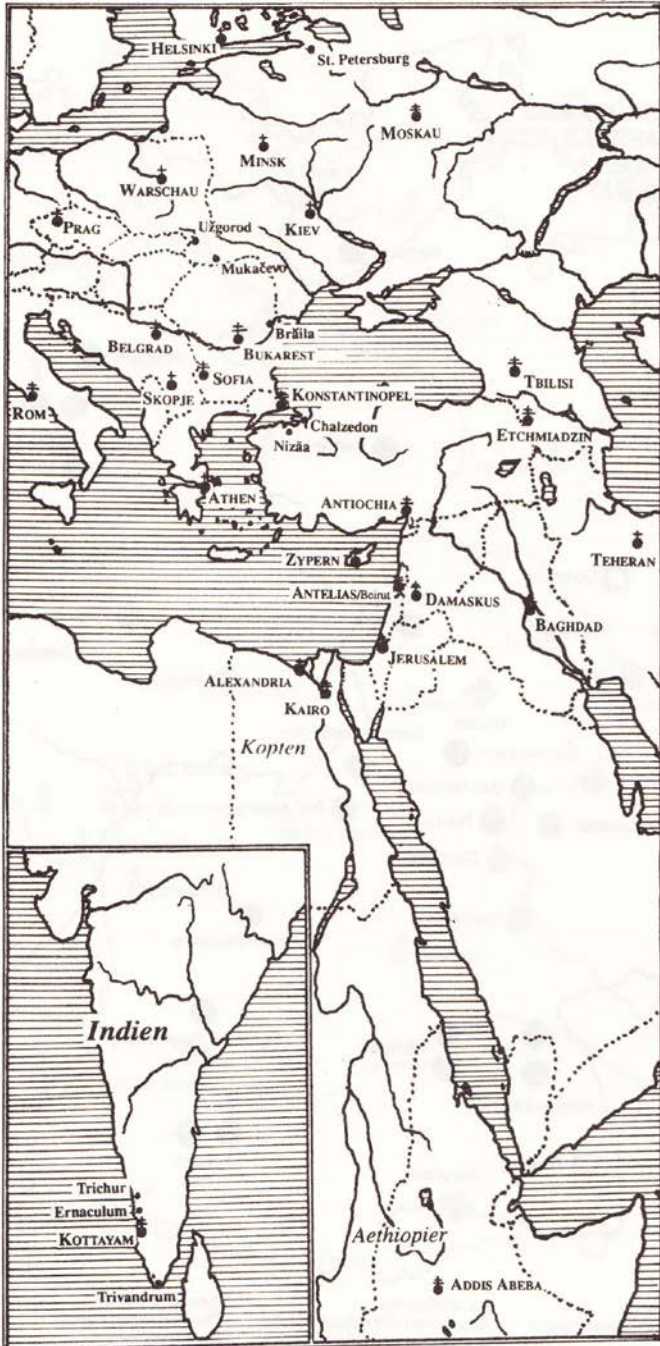 HELSINKI
St. Petersburg
MOSKAU
MINSK
WARSCHAU
PRAG
KIEV
Užgorod
Mukačevo
BELGRAD
Brăila
BUKAREST
SOFIA
SKOPJE
ROM
KONSTANTINOPEL
Chalzedon
Nizäa
TBILISI
ETCHMIADZIN
ATHEN
ANTIOCHIA
ZYPERN
TEHERAN
ANTELIAS/Beirut
DAMASKUS
BAGHDAD
JERUSALEM
ALEXANDRIA
KAIRO
Kopten
Indien
Trichur
Ernaculum
KOTTAYAM
Trivandrum
Aethiopier
ADDIS ABEBA